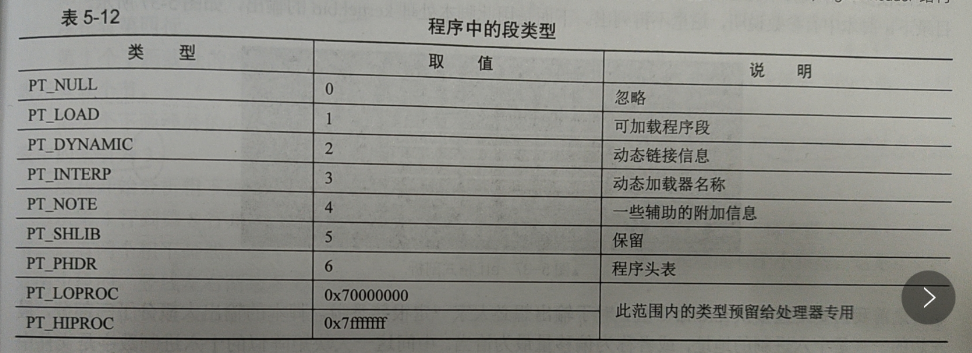 表 5-12
程序中的段类型
类 型 取 值 说 明
PT_NULL 0 忽略
PT_LOAD 1 可加载程序段
PT_DYNAMIC 2 动态链接信息
PT_INTERP 3 动态加载器名称
PT_NOTE 4 一些辅助的附加信息
PT_SHLIB 5 保留
PT_PHDR 6 程序头表
PT_LOPROC 0x70000000 此范围内的类型预留给处理器专用
PT_HIPROC 0x7fffffff